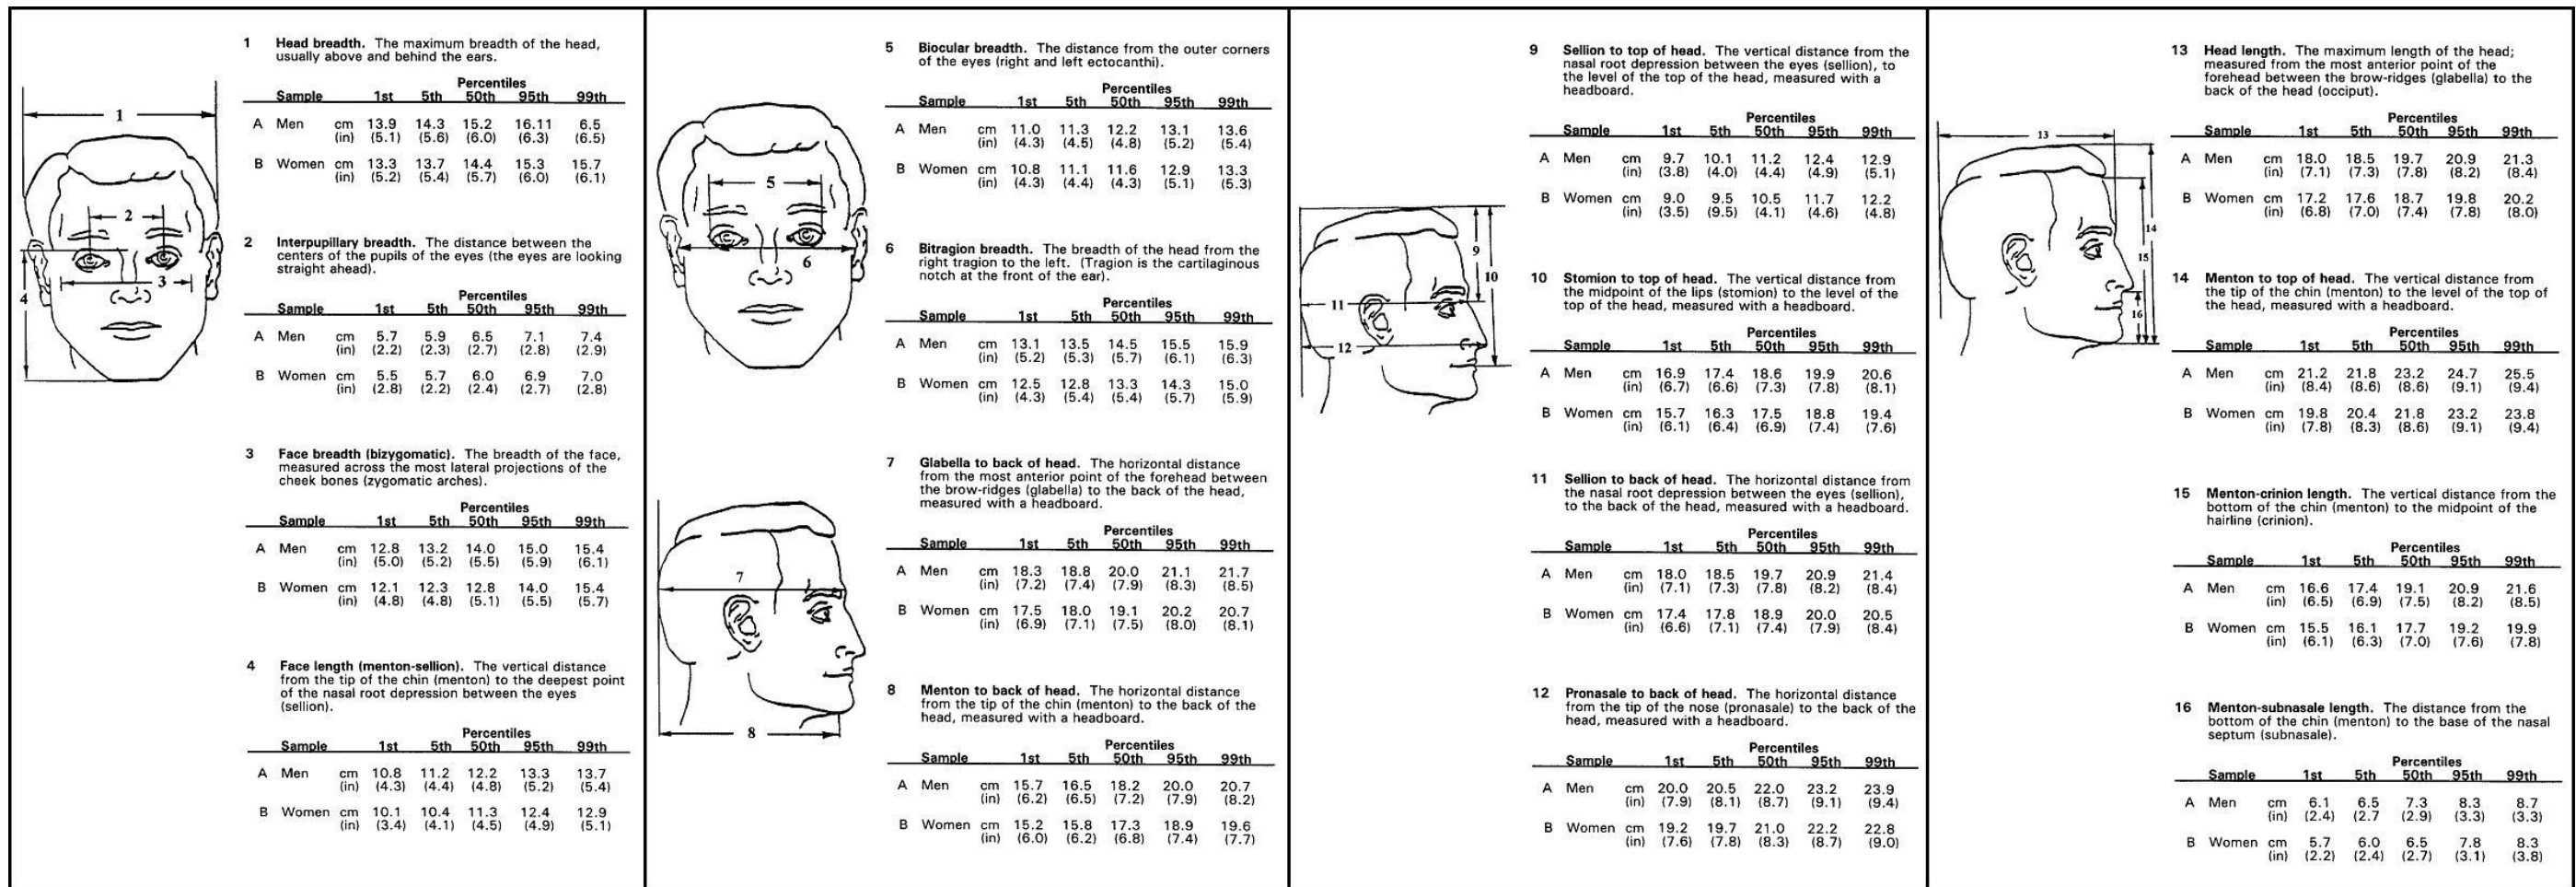 1 Head breadth. The maximum breadth of the head,
usually above and behind the ears.
Percentiles
Sample 1st 5th 50th 95th 99th
A Men cm 13.9 14.3 15.2 16.11 6.5
(in) (5.1) (5.6) (6.0) (6.3) (6.5)
B Women cm 13.3 13.7 14.4 15.3 15.7
(in) (5.2) (5.4) (5.7) (6.0) (6.1)
1
2
3
4
2 Interpupillary breadth. The distance between the
centers of the pupils of the eyes (the eyes are looking
straight ahead).
Percentiles
Sample 1st 5th 50th 95th 99th
A Men cm 5.7 5.9 6.5 7.1 7.4
(in) (2.2) (2.3) (2.7) (2.8) (2.9)
B Women cm 5.5 5.7 6.0 6.9 7.0
(in) (2.8) (2.2) (2.4) (2.7) (2.8)
3 Face breadth (bizygomatic). The breadth of the face,
measured across the most lateral projections of the
cheek bones (zygomatic arches).
Percentiles
Sample 1st 5th 50th 95th 99th
A Men cm 12.8 13.2 14.0 15.0 15.4
(in) (5.0) (5.2) (5.5) (5.9) (6.1)
B Women cm 12.1 12.3 12.8 14.0 15.4
(in) (4.8) (4.8) (5.1) (5.5) (5.7)
4 Face length (menton-sellion). The vertical distance
from the tip of the chin (menton) to the deepest point
of the nasal root depression between the eyes
(sellion).
Percentiles
Sample 1st 5th 50th 95th 99th
A Men cm 10.8 11.2 12.2 13.3 13.7
(in) (4.3) (4.4) (4.8) (5.2) (5.4)
B Women cm 10.1 10.4 11.3 12.4 12.9
(in) (3.4) (4.1) (4.5) (4.9) (5.1)
5 Biocular breadth. The distance from the outer corners
of the eyes (right and left ectocanthi).
Percentiles
Sample 1st 5th 50th 95th 99th
A Men cm 11.0 11.3 12.2 13.1 13.6
(in) (4.3) (4.5) (4.8) (5.2) (5.4)
B Women cm 10.8 11.1 11.6 12.9 13.3
(in) (4.3) (4.4) (4.3) (5.1) (5.3)
5
6
6 Bitragion breadth. The breadth of the head from the
right tragion to the left. (Tragion is the cartilaginous
notch at the front of the ear).
Percentiles
Sample 1st 5th 50th 95th 99th
A Men cm 13.1 13.5 14.5 15.5 15.9
(in) (5.2) (5.3) (5.7) (6.1) (6.3)
B Women cm 12.5 12.8 13.3 14.3 15.0
(in) (4.3) (5.4) (5.4) (5.7) (5.9)
7 Glabella to back of head. The horizontal distance
from the most anterior point of the forehead between
the brow-ridges (glabella) to the back of the head,
measured with a headboard.
Percentiles
Sample 1st 5th 50th 95th 99th
A Men cm 18.3 18.8 20.0 21.1 21.7
(in) (7.2) (7.4) (7.9) (8.3) (8.5)
B Women cm 17.5 18.0 19.1 20.2 20.7
(in) (6.9) (7.1) (7.5) (8.0) (8.1)
7
8
8 Menton to back of head. The horizontal distance
from the tip of the chin (menton) to the back of the
head, measured with a headboard.
Percentiles
Sample 1st 5th 50th 95th 99th
A Men cm 15.7 16.5 18.2 20.0 20.7
(in) (6.2) (6.5) (7.2) (7.9) (8.2)
B Women cm 15.2 15.8 17.3 18.9 19.6
(in) (6.0) (6.2) (6.8) (7.4) (7.7)
9 Sellion to top of head. The vertical distance from the
nasal root depression between the eyes (sellion), to
the level of the top of the head, measured with a
headboard.
Percentiles
Sample 1st 5th 50th 95th 99th
A Men cm 9.7 10.1 11.2 12.4 12.9
(in) (3.8) (4.0) (4.4) (4.9) (5.1)
B Women cm 9.0 9.5 10.5 11.7 12.2
(in) (3.5) (9.5) (4.1) (4.6) (4.8)
9
10
11
12
10 Stomion to top of head. The vertical distance from
the midpoint of the lips (stomion) to the level of the
top of the head, measured with a headboard.
Percentiles
Sample 1st 5th 50th 95th 99th
A Men cm 16.9 17.4 18.6 19.9 20.6
(in) (6.7) (6.6) (7.3) (7.8) (8.1)
B Women cm 15.7 16.3 17.5 18.8 19.4
(in) (6.1) (6.4) (6.9) (7.4) (7.6)
11 Sellion to back of head. The horizontal distance from
the nasal root depression between the eyes (sellion),
to the back of the head, measured with a headboard.
Percentiles
Sample 1st 5th 50th 95th 99th
A Men cm 18.0 18.5 19.7 20.9 21.4
(in) (7.1) (7.3) (7.8) (8.2) (8.4)
B Women cm 17.4 17.8 18.9 20.0 20.5
(in) (6.6) (7.1) (7.4) (7.9) (8.4)
12 Pronasale to back of head. The horizontal distance
from the tip of the nose (pronasale) to the back of the
head, measured with a headboard.
Percentiles
Sample 1st 5th 50th 95th 99th
A Men cm 20.0 20.5 22.0 23.2 23.9
(in) (7.9) (8.1) (8.7) (9.1) (9.4)
B Women cm 19.2 19.7 21.0 22.2 22.8
(in) (7.6) (7.8) (8.3) (8.7) (9.0)
13 Head length. The maximum length of the head;
measured from the most anterior point of the
forehead between the brow-ridges (glabella) to the
back of the head (occiput).
Percentiles
Sample 1st 5th 50th 95th 99th
A Men cm 18.0 18.5 19.7 20.9 21.3
(in) (7.1) (7.3) (7.8) (8.2) (8.4)
B Women cm 17.2 17.6 18.7 19.8 20.2
(in) (6.8) (7.0) (7.4) (7.8) (8.0)
13
14
15
16
14 Menton to top of head. The vertical distance from
the tip of the chin (menton) to the level of the top of
the head, measured with a headboard.
Percentiles
Sample 1st 5th 50th 95th 99th
A Men cm 21.2 21.8 23.2 24.7 25.5
(in) (8.4) (8.6) (8.6) (9.1) (9.4)
B Women cm 19.8 20.4 21.8 23.2 23.8
(in) (7.8) (8.3) (8.6) (9.1) (9.4)
15 Menton-crinion length. The vertical distance from the
bottom of the chin (menton) to the midpoint of the
hairline (crinion).
Percentiles
Sample 1st 5th 50th 95th 99th
A Men cm 16.6 17.4 19.1 20.9 21.6
(in) (6.5) (6.9) (7.5) (8.2) (8.5)
B Women cm 15.5 16.1 17.7 19.2 19.9
(in) (6.1) (6.3) (7.0) (7.6) (7.8)
16 Menton-subnasale length. The distance from the
bottom of the chin (menton) to the base of the nasal
septum (subnasale).
Percentiles
Sample 1st 5th 50th 95th 99th
A Men cm 6.1 6.5 7.3 8.3 8.7
(in) (2.4) (2.7 (2.9) (3.3) (3.3)
B Women cm 5.7 6.0 6.5 7.8 8.3
(in) (2.2) (2.4) (2.7) (3.1) (3.8)